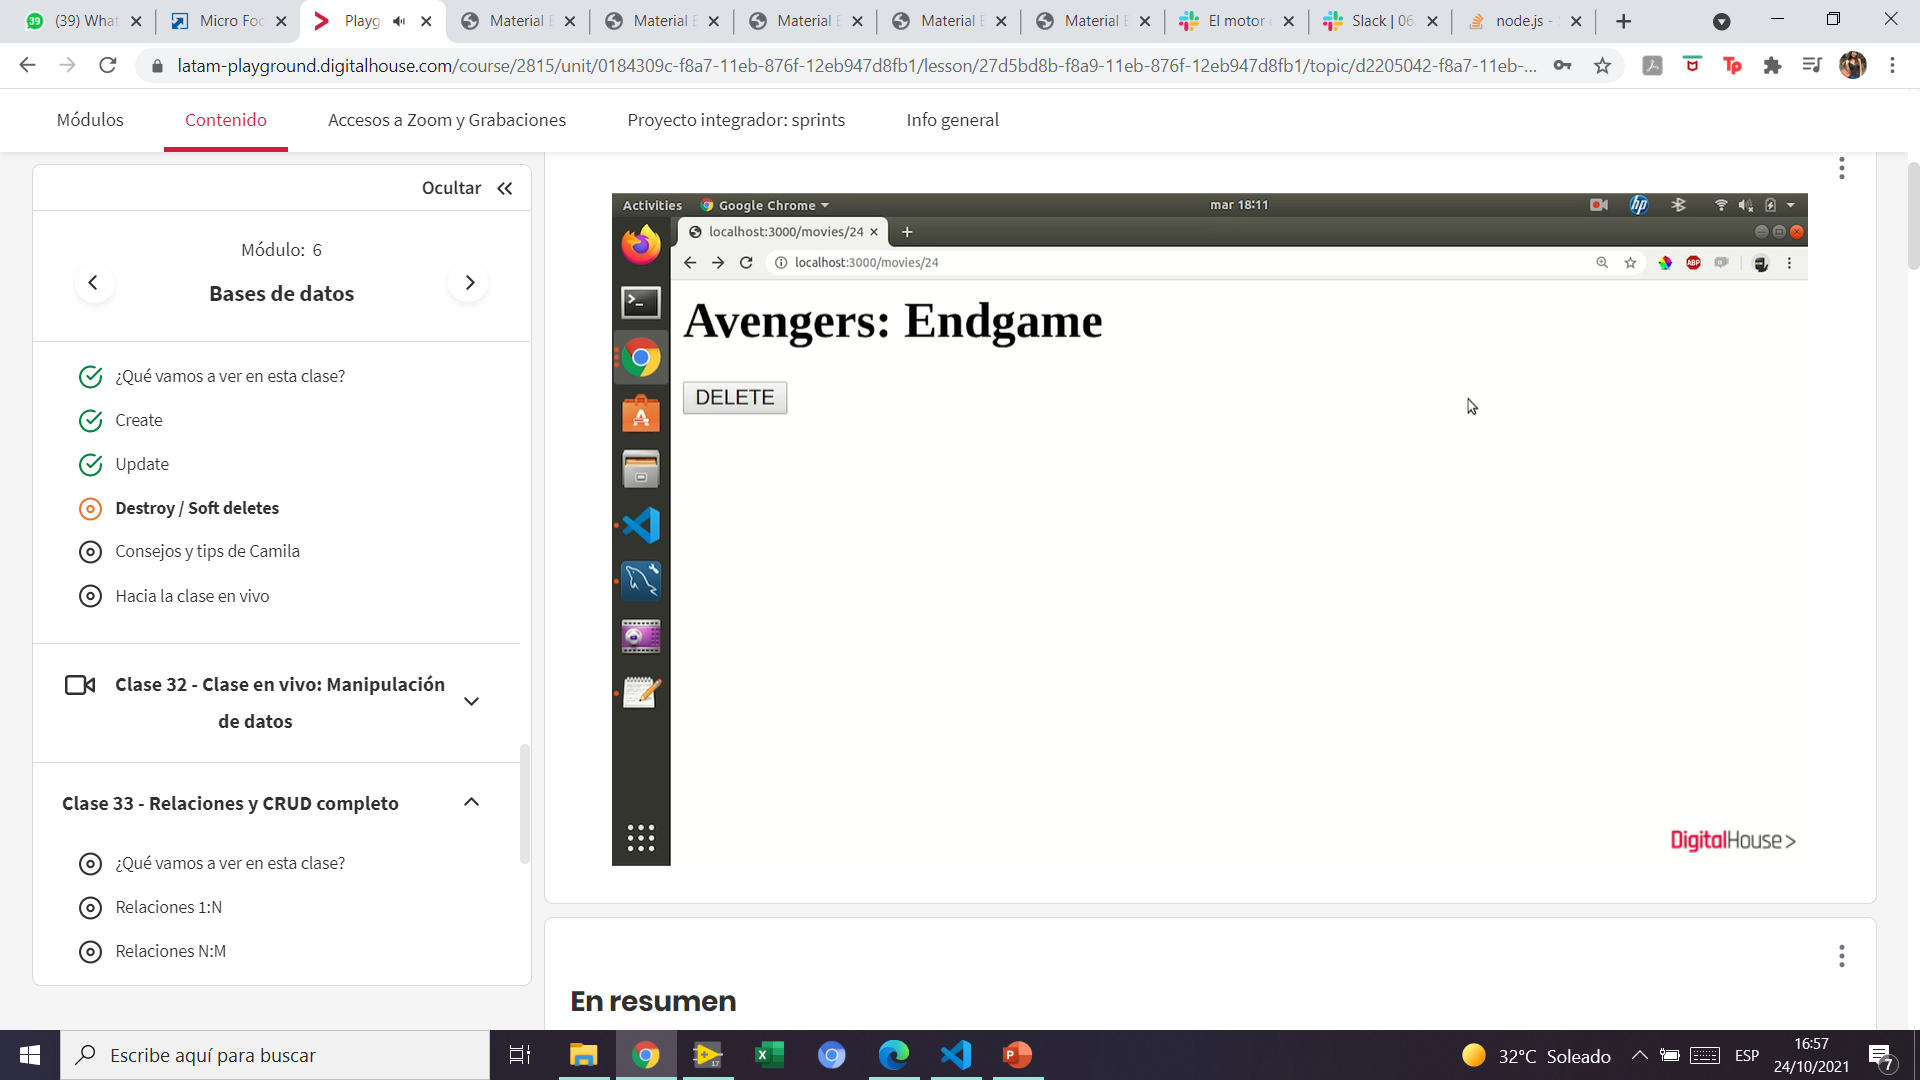 (39) What
Micro Foc
Playg
Material
Material
Material
Material
Material
El motor
Slack | 06
node.js -
latam-playground.digitalhouse.com/course/2815/unit/0184309c-f8a7-11eb-876f-12eb947d8fb1/lesson/27d5bd8b-f8a9-11eb-876f-12eb947d8fb1/topic/d2205042-f8a7-11eb-...
Módulos
Contenido
Accesos a Zoom y Grabaciones
Proyecto integrador: sprints
Info general
Ocultar
Módulo: 6
Bases de datos
¿Qué vamos a ver en esta clase?
Create
Update
Destroy / Soft deletes
Consejos y tips de Camila
Hacia la clase en vivo
Clase 32 - Clase en vivo: Manipulación
de datos
Clase 33 - Relaciones y CRUD completo
¿Qué vamos a ver en esta clase?
Relaciones 1:N
Relaciones N:M
Activities
Google Chrome
mar 18:11
hp
localhost:3000/movies/24
localhost:3000/movies/24
ABP
Avengers: Endgame
DELETE
DigitalHouse>
En resumen
Escribe aquí para buscar
32°C Soleado
ESP
16:57
24/10/2021
7